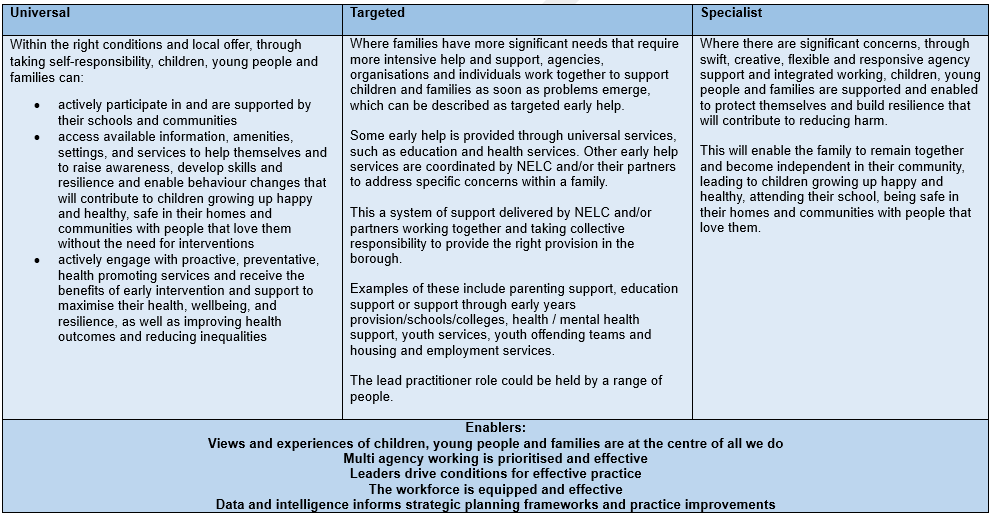 Universal
Within the right conditions and local offer, through
taking self-responsibility, children, young people and
families can:
• actively participate in and are supported by
their schools and communities
• access available information, amenities,
settings, and services to help themselves and
to raise awareness, develop skills and
resilience and enable behaviour changes that
will contribute to children growing up happy
and healthy, safe in their homes and
communities with people that love them
without the need for interventions
• actively engage with proactive, preventative,
health promoting services and receive the
benefits of early intervention and support to
maximise their health, wellbeing, and
resilience, as well as improving health
outcomes and reducing inequalities
Targeted
Where families have more significant needs that require
more intensive help and support, agencies,
organisations and individuals work together to support
children and families as soon as problems emerge,
which can be described as targeted early help.
Some early help is provided through universal services,
such as education and health services. Other early help
services are coordinated by NELC and/or their partners
to address specific concerns within a family.
This a system of support delivered by NELC and/or
partners working together and taking collective
responsibility to provide the right provision in the
borough.
Examples of these include parenting support, education
support or support through early years
provision/schools/colleges, health / mental health
support, youth services, youth offending teams and
housing and employment services.
The lead practitioner role could be held by a range of
people.
Specialist
Where there are significant concerns, through
swift, creative, flexible and responsive agency
support and integrated working, children, young
people and families are supported and enabled
to protect themselves and build resilience that
will contribute to reducing harm.
This will enable the family to remain together
and become independent in their community,
leading to children growing up happy and
healthy, attending their school, being safe in
their homes and communities with people that
love them.
Enablers:
Views and experiences of children, young people and families are at the centre of all we do
Multi agency working is prioritised and effective
Leaders drive conditions for effective practice
The workforce is equipped and effective
Data and intelligence informs strategic planning frameworks and practice improvements